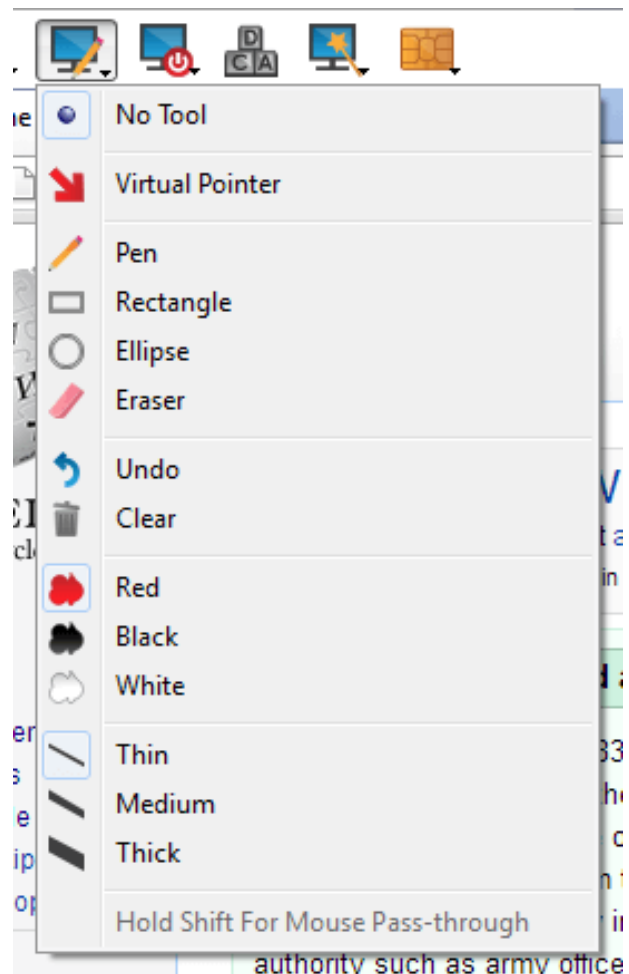 D
C A
No Tool
Virtual Pointer
Pen
Rectangle
Ellipse
Eraser
Undo
Clear
Red
Black
White
Thin
Medium
Thick
Hold Shift For Mouse Pass-through
authority such as army office